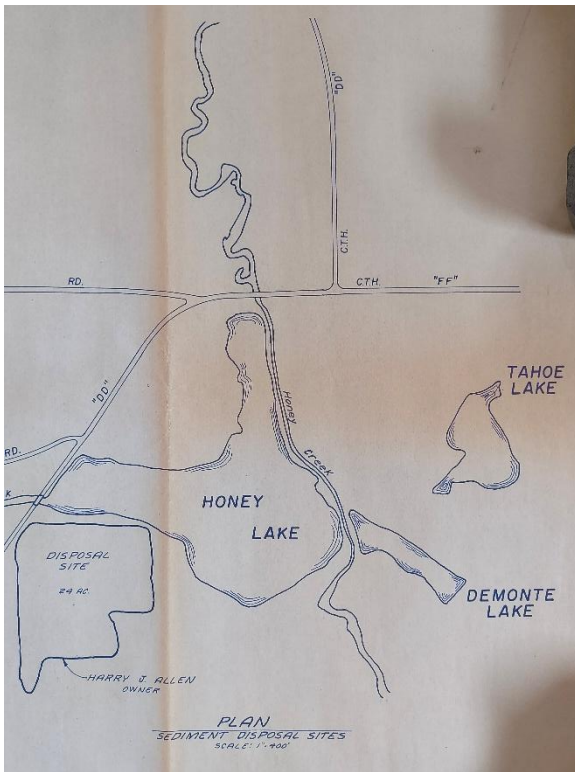 "DD"
C.T.H.
RD.
C.T.H.
"FF"
"DD"
TAHOE
LAKE
Honey
Creek
RD.
K
HONEY
LAKE
DISPOSAL
SITE
24 AC.
DEMONTE
LAKE
HARRY J. ALLEN
OWNER
PLAN
SEDIMENT DISPOSAL SITES
SCALE: 1"-400'